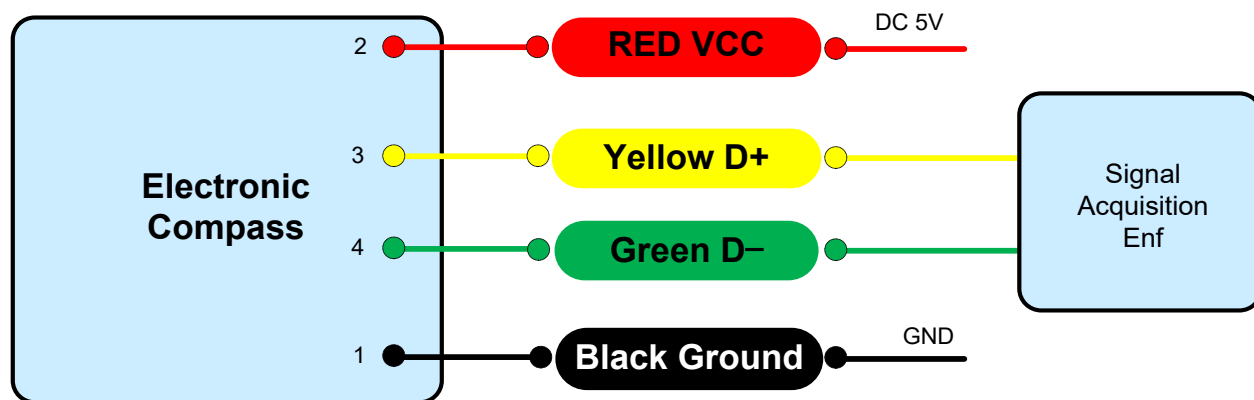 DC 5V
2
RED VCC
3
Yellow D+
Electronic
Compass
Signal
Acquisition
Enf
4
Green D–
1
Black Ground
GND